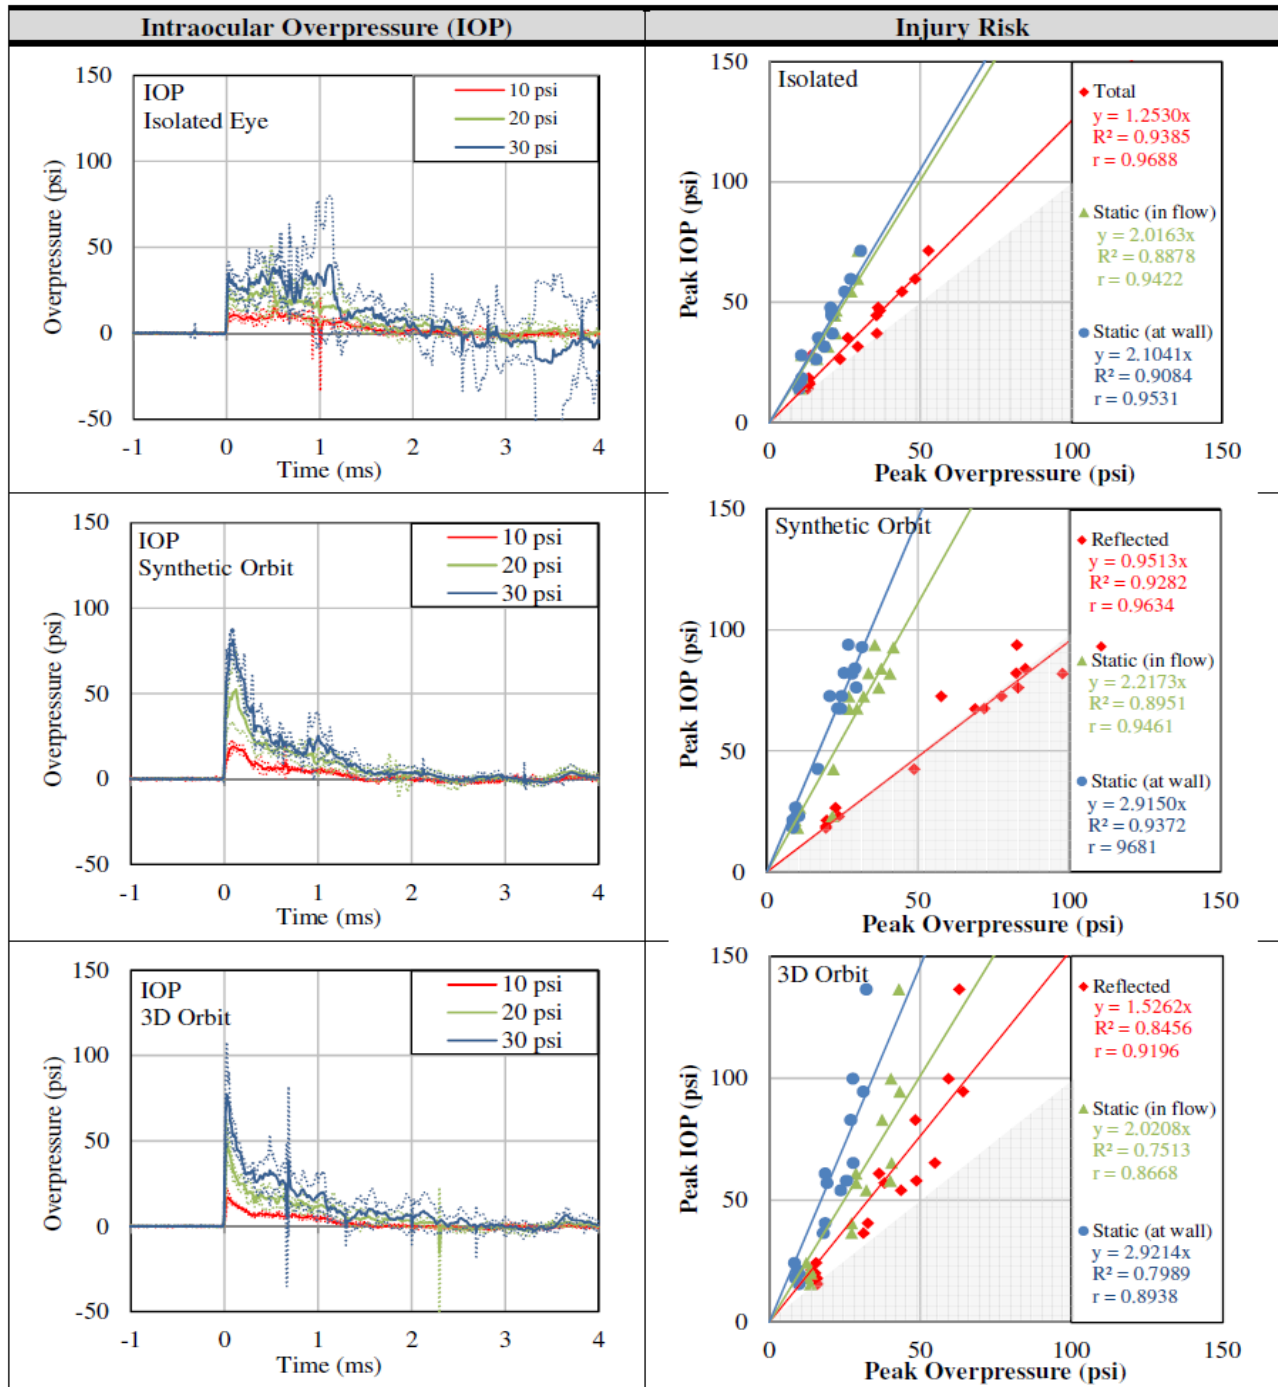 Intraocular Overpressure (IOP)
Injury Risk
150
100
50
0
-50
Overpressure (psi)
IOP
Isolated Eye
10 psi
20 psi
30 psi
-1 0 1 2 3 4
Time (ms)
150
100
50
0
Peak IOP (psi)
Isolated
Total
y = 1.2530x
R² = 0.9385
r = 0.9688
Static (in flow)
y = 2.0163x
R² = 0.8878
r = 0.9422
Static (at wall)
y = 2.1041x
R² = 0.9084
r = 0.9531
0 50 100 150
Peak Overpressure (psi)
150
100
50
0
-50
Overpressure (psi)
IOP
Synthetic Orbit
10 psi
20 psi
30 psi
-1 0 1 2 3 4
Time (ms)
150
100
50
0
Peak IOP (psi)
Synthetic Orbit
Reflected
y = 0.9513x
R² = 0.9282
r = 0.9634
Static (in flow)
y = 2.2173x
R² = 0.8951
r = 0.9461
Static (at wall)
y = 2.9150x
R² = 0.9372
r = 9681
0 50 100 150
Peak Overpressure (psi)
150
100
50
0
-50
Overpressure (psi)
IOP
3D Orbit
10 psi
20 psi
30 psi
-1 0 1 2 3 4
Time (ms)
150
100
50
0
Peak IOP (psi)
3D Orbit
Reflected
y = 1.5262x
R² = 0.8456
r = 0.9196
Static (in flow)
y = 2.0208x
R² = 0.7513
r = 0.8668
Static (at wall)
y = 2.9214x
R² = 0.7989
r = 0.8938
0 50 100 150
Peak Overpressure (psi)